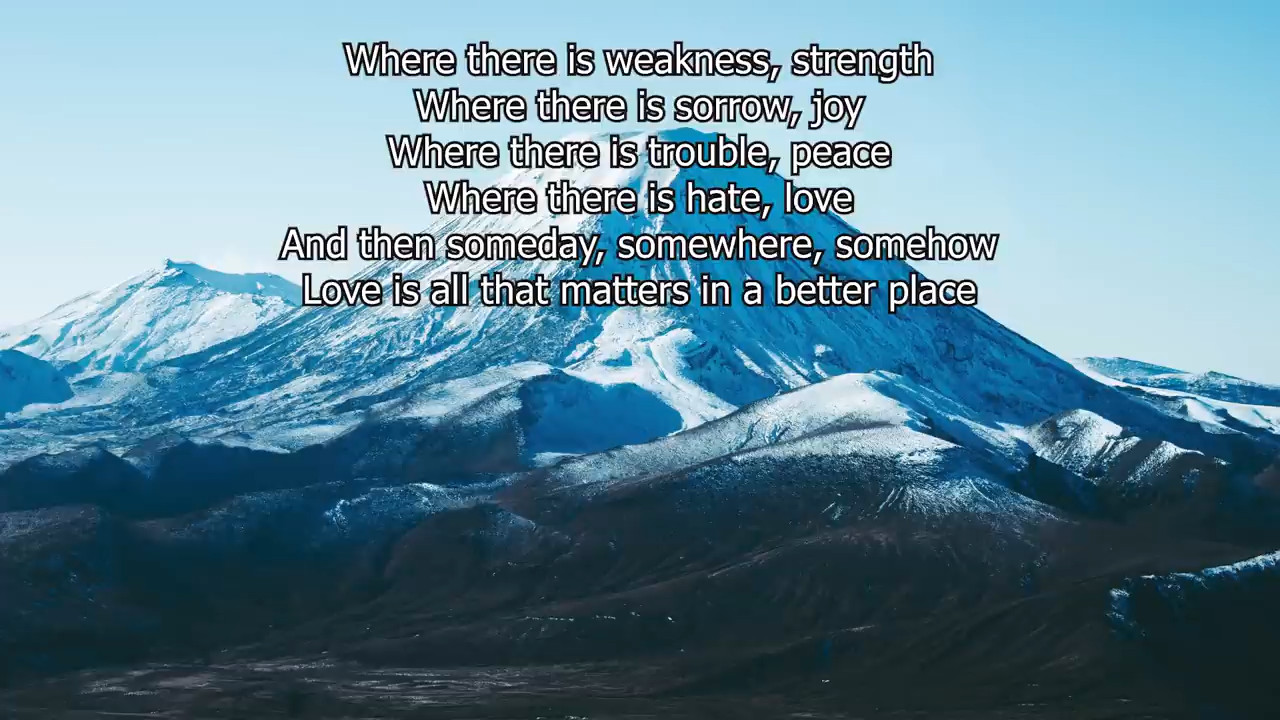 Where there is weakness, strength
Where there is sorrow, joy
Where there is trouble, peace
Where there is hate, love
And then someday, somewhere, somehow
Love is all that matters in a better place